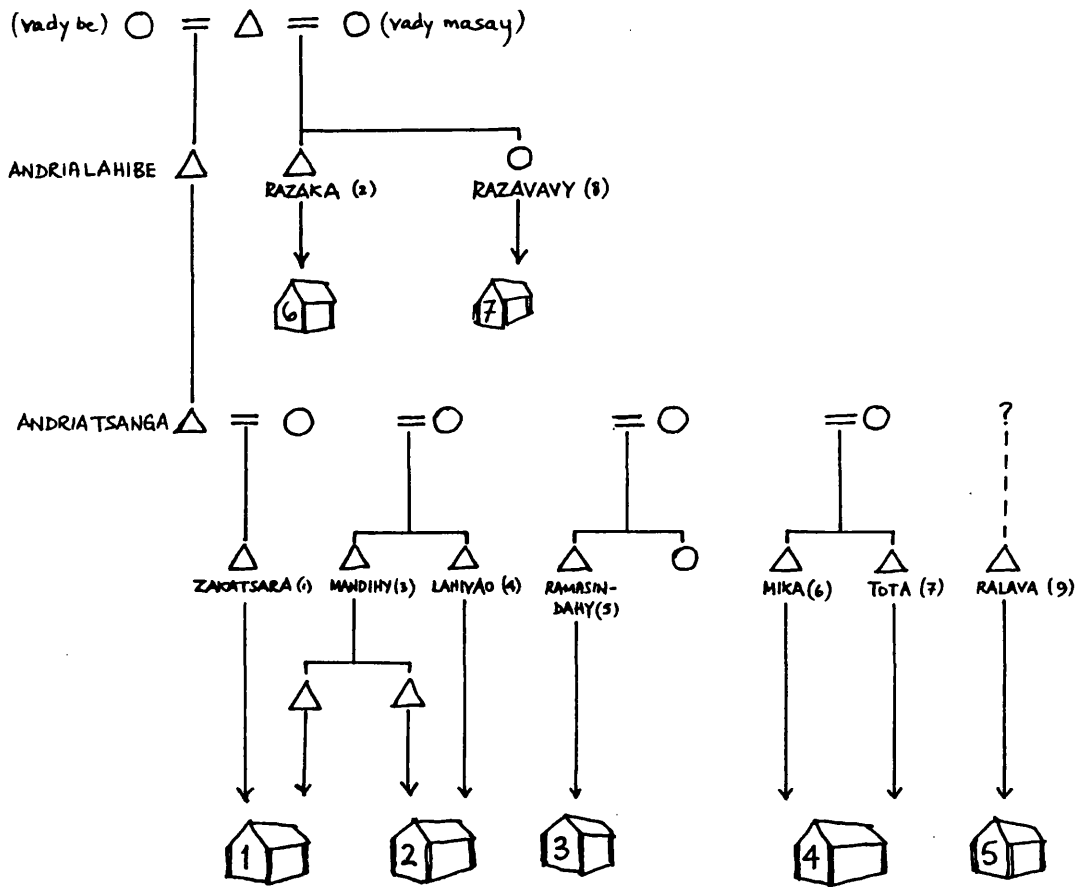 (vady be) (vady masay)
ANDRIALAHIBE
RAZAKA (2) RAZAVAVY (8)
6 7
ANDRIATSANGA ?
ZAKATSARA (1) MANDIHY (3) LAHIVAO (4) RAMASIN- MIKA (6) TOTA (7) RALAVA (9)
DAHY (5)
1 2 3 4 5